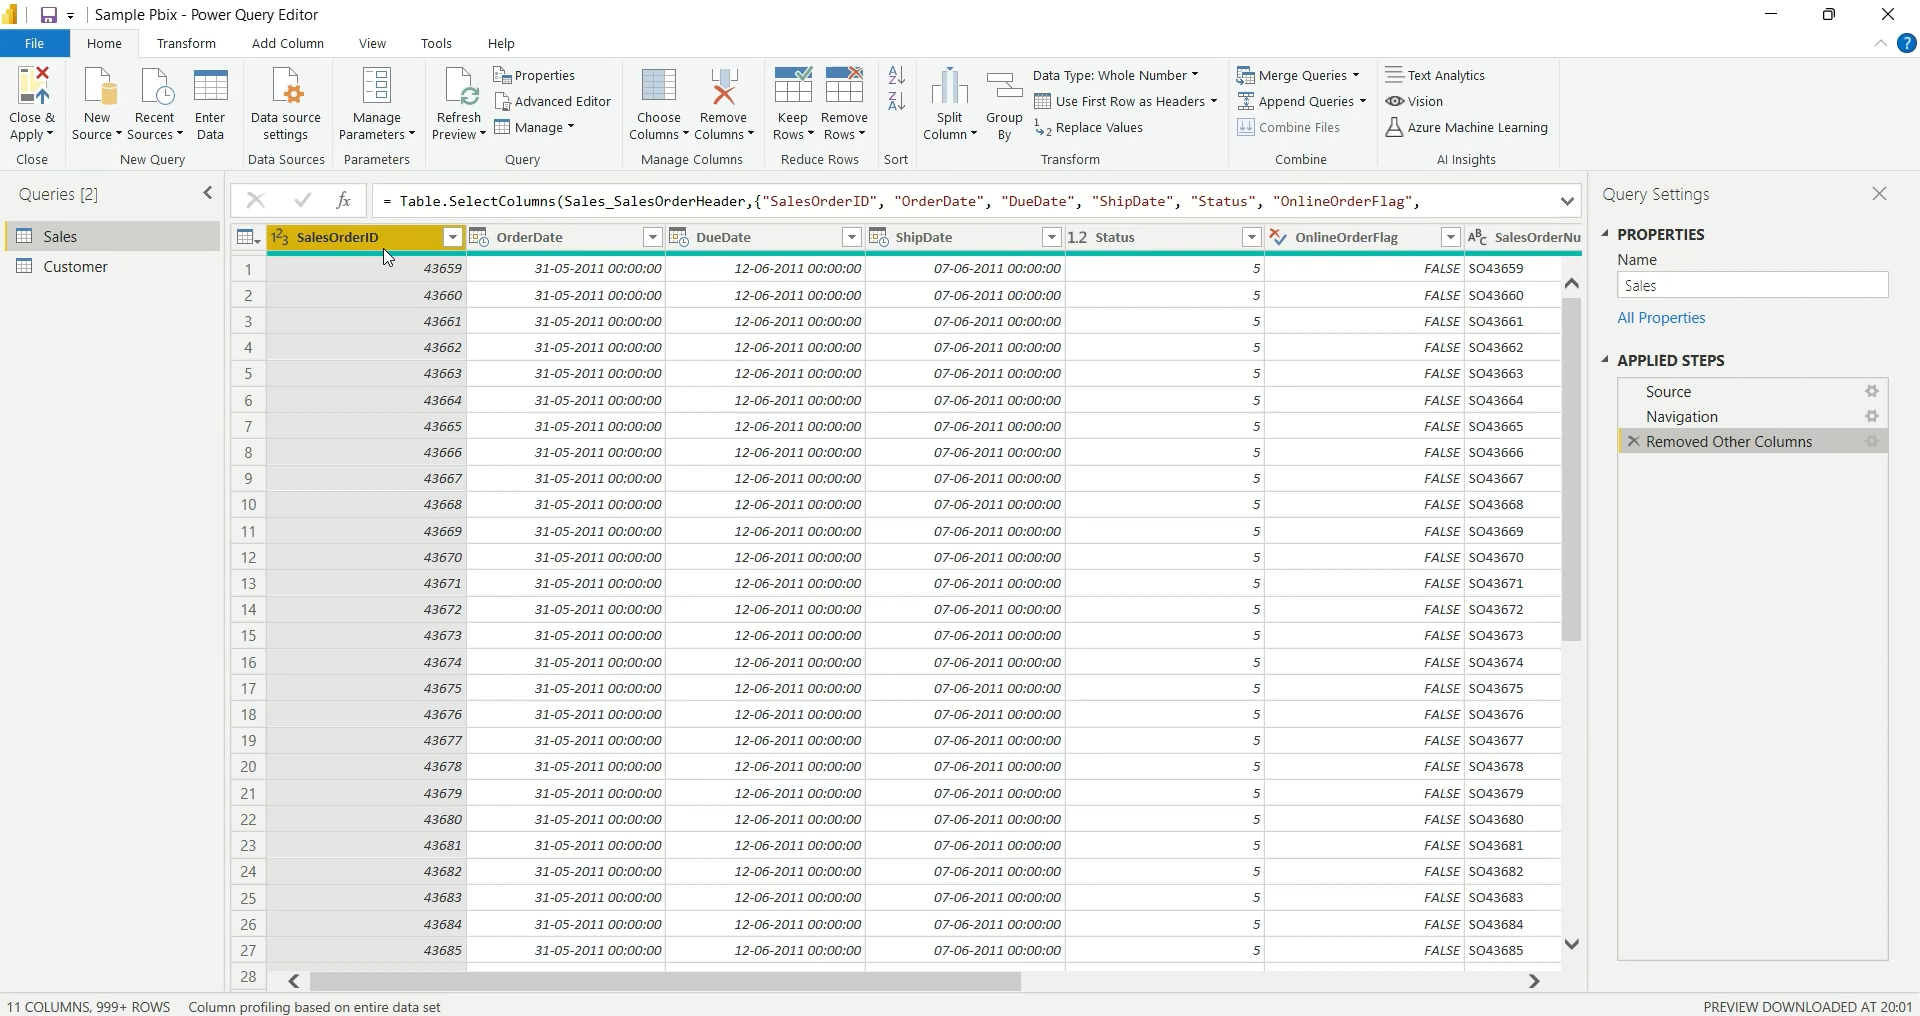 Sample Pbix - Power Query Editor
File Home Transform Add Column View Tools Help
Close & Apply
New Source
Recent Sources
Enter Data
Data source settings
Manage Parameters
Refresh Preview
Properties
Advanced Editor
Manage
Choose Columns
Remove Columns
Keep Rows
Remove Rows
Split Column
Group By
Data Type: Whole Number
Use First Row as Headers
Replace Values
Merge Queries
Append Queries
Combine Files
Text Analytics
Vision
Azure Machine Learning
Close New Query Data Sources Parameters Query Manage Columns Reduce Rows Sort Transform Combine AI Insights
Queries [2]
Sales
Customer
fx = Table.SelectColumns(Sales_SalesOrderHeader,{"SalesOrderID", "OrderDate", "DueDate", "ShipDate", "Status", "OnlineOrderFlag",
123 SalesOrderID OrderDate DueDate ShipDate 1.2 Status OnlineOrderFlag ABC SalesOrderNu
1 43659 31-05-2011 00:00:00 12-06-2011 00:00:00 07-06-2011 00:00:00 5 FALSE SO43659
2 43660 31-05-2011 00:00:00 12-06-2011 00:00:00 07-06-2011 00:00:00 5 FALSE SO43660
3 43661 31-05-2011 00:00:00 12-06-2011 00:00:00 07-06-2011 00:00:00 5 FALSE SO43661
4 43662 31-05-2011 00:00:00 12-06-2011 00:00:00 07-06-2011 00:00:00 5 FALSE SO43662
5 43663 31-05-2011 00:00:00 12-06-2011 00:00:00 07-06-2011 00:00:00 5 FALSE SO43663
6 43664 31-05-2011 00:00:00 12-06-2011 00:00:00 07-06-2011 00:00:00 5 FALSE SO43664
7 43665 31-05-2011 00:00:00 12-06-2011 00:00:00 07-06-2011 00:00:00 5 FALSE SO43665
8 43666 31-05-2011 00:00:00 12-06-2011 00:00:00 07-06-2011 00:00:00 5 FALSE SO43666
9 43667 31-05-2011 00:00:00 12-06-2011 00:00:00 07-06-2011 00:00:00 5 FALSE SO43667
10 43668 31-05-2011 00:00:00 12-06-2011 00:00:00 07-06-2011 00:00:00 5 FALSE SO43668
11 43669 31-05-2011 00:00:00 12-06-2011 00:00:00 07-06-2011 00:00:00 5 FALSE SO43669
12 43670 31-05-2011 00:00:00 12-06-2011 00:00:00 07-06-2011 00:00:00 5 FALSE SO43670
13 43671 31-05-2011 00:00:00 12-06-2011 00:00:00 07-06-2011 00:00:00 5 FALSE SO43671
14 43672 31-05-2011 00:00:00 12-06-2011 00:00:00 07-06-2011 00:00:00 5 FALSE SO43672
15 43673 31-05-2011 00:00:00 12-06-2011 00:00:00 07-06-2011 00:00:00 5 FALSE SO43673
16 43674 31-05-2011 00:00:00 12-06-2011 00:00:00 07-06-2011 00:00:00 5 FALSE SO43674
17 43675 31-05-2011 00:00:00 12-06-2011 00:00:00 07-06-2011 00:00:00 5 FALSE SO43675
18 43676 31-05-2011 00:00:00 12-06-2011 00:00:00 07-06-2011 00:00:00 5 FALSE SO43676
19 43677 31-05-2011 00:00:00 12-06-2011 00:00:00 07-06-2011 00:00:00 5 FALSE SO43677
20 43678 31-05-2011 00:00:00 12-06-2011 00:00:00 07-06-2011 00:00:00 5 FALSE SO43678
21 43679 31-05-2011 00:00:00 12-06-2011 00:00:00 07-06-2011 00:00:00 5 FALSE SO43679
22 43680 31-05-2011 00:00:00 12-06-2011 00:00:00 07-06-2011 00:00:00 5 FALSE SO43680
23 43681 31-05-2011 00:00:00 12-06-2011 00:00:00 07-06-2011 00:00:00 5 FALSE SO43681
24 43682 31-05-2011 00:00:00 12-06-2011 00:00:00 07-06-2011 00:00:00 5 FALSE SO43682
25 43683 31-05-2011 00:00:00 12-06-2011 00:00:00 07-06-2011 00:00:00 5 FALSE SO43683
26 43684 31-05-2011 00:00:00 12-06-2011 00:00:00 07-06-2011 00:00:00 5 FALSE SO43684
27 43685 31-05-2011 00:00:00 12-06-2011 00:00:00 07-06-2011 00:00:00 5 FALSE SO43685
28
Query Settings
PROPERTIES
Name
Sales
All Properties
APPLIED STEPS
Source
Navigation
Removed Other Columns
11 COLUMNS, 999+ ROWS Column profiling based on entire data set PREVIEW DOWNLOADED AT 20:01